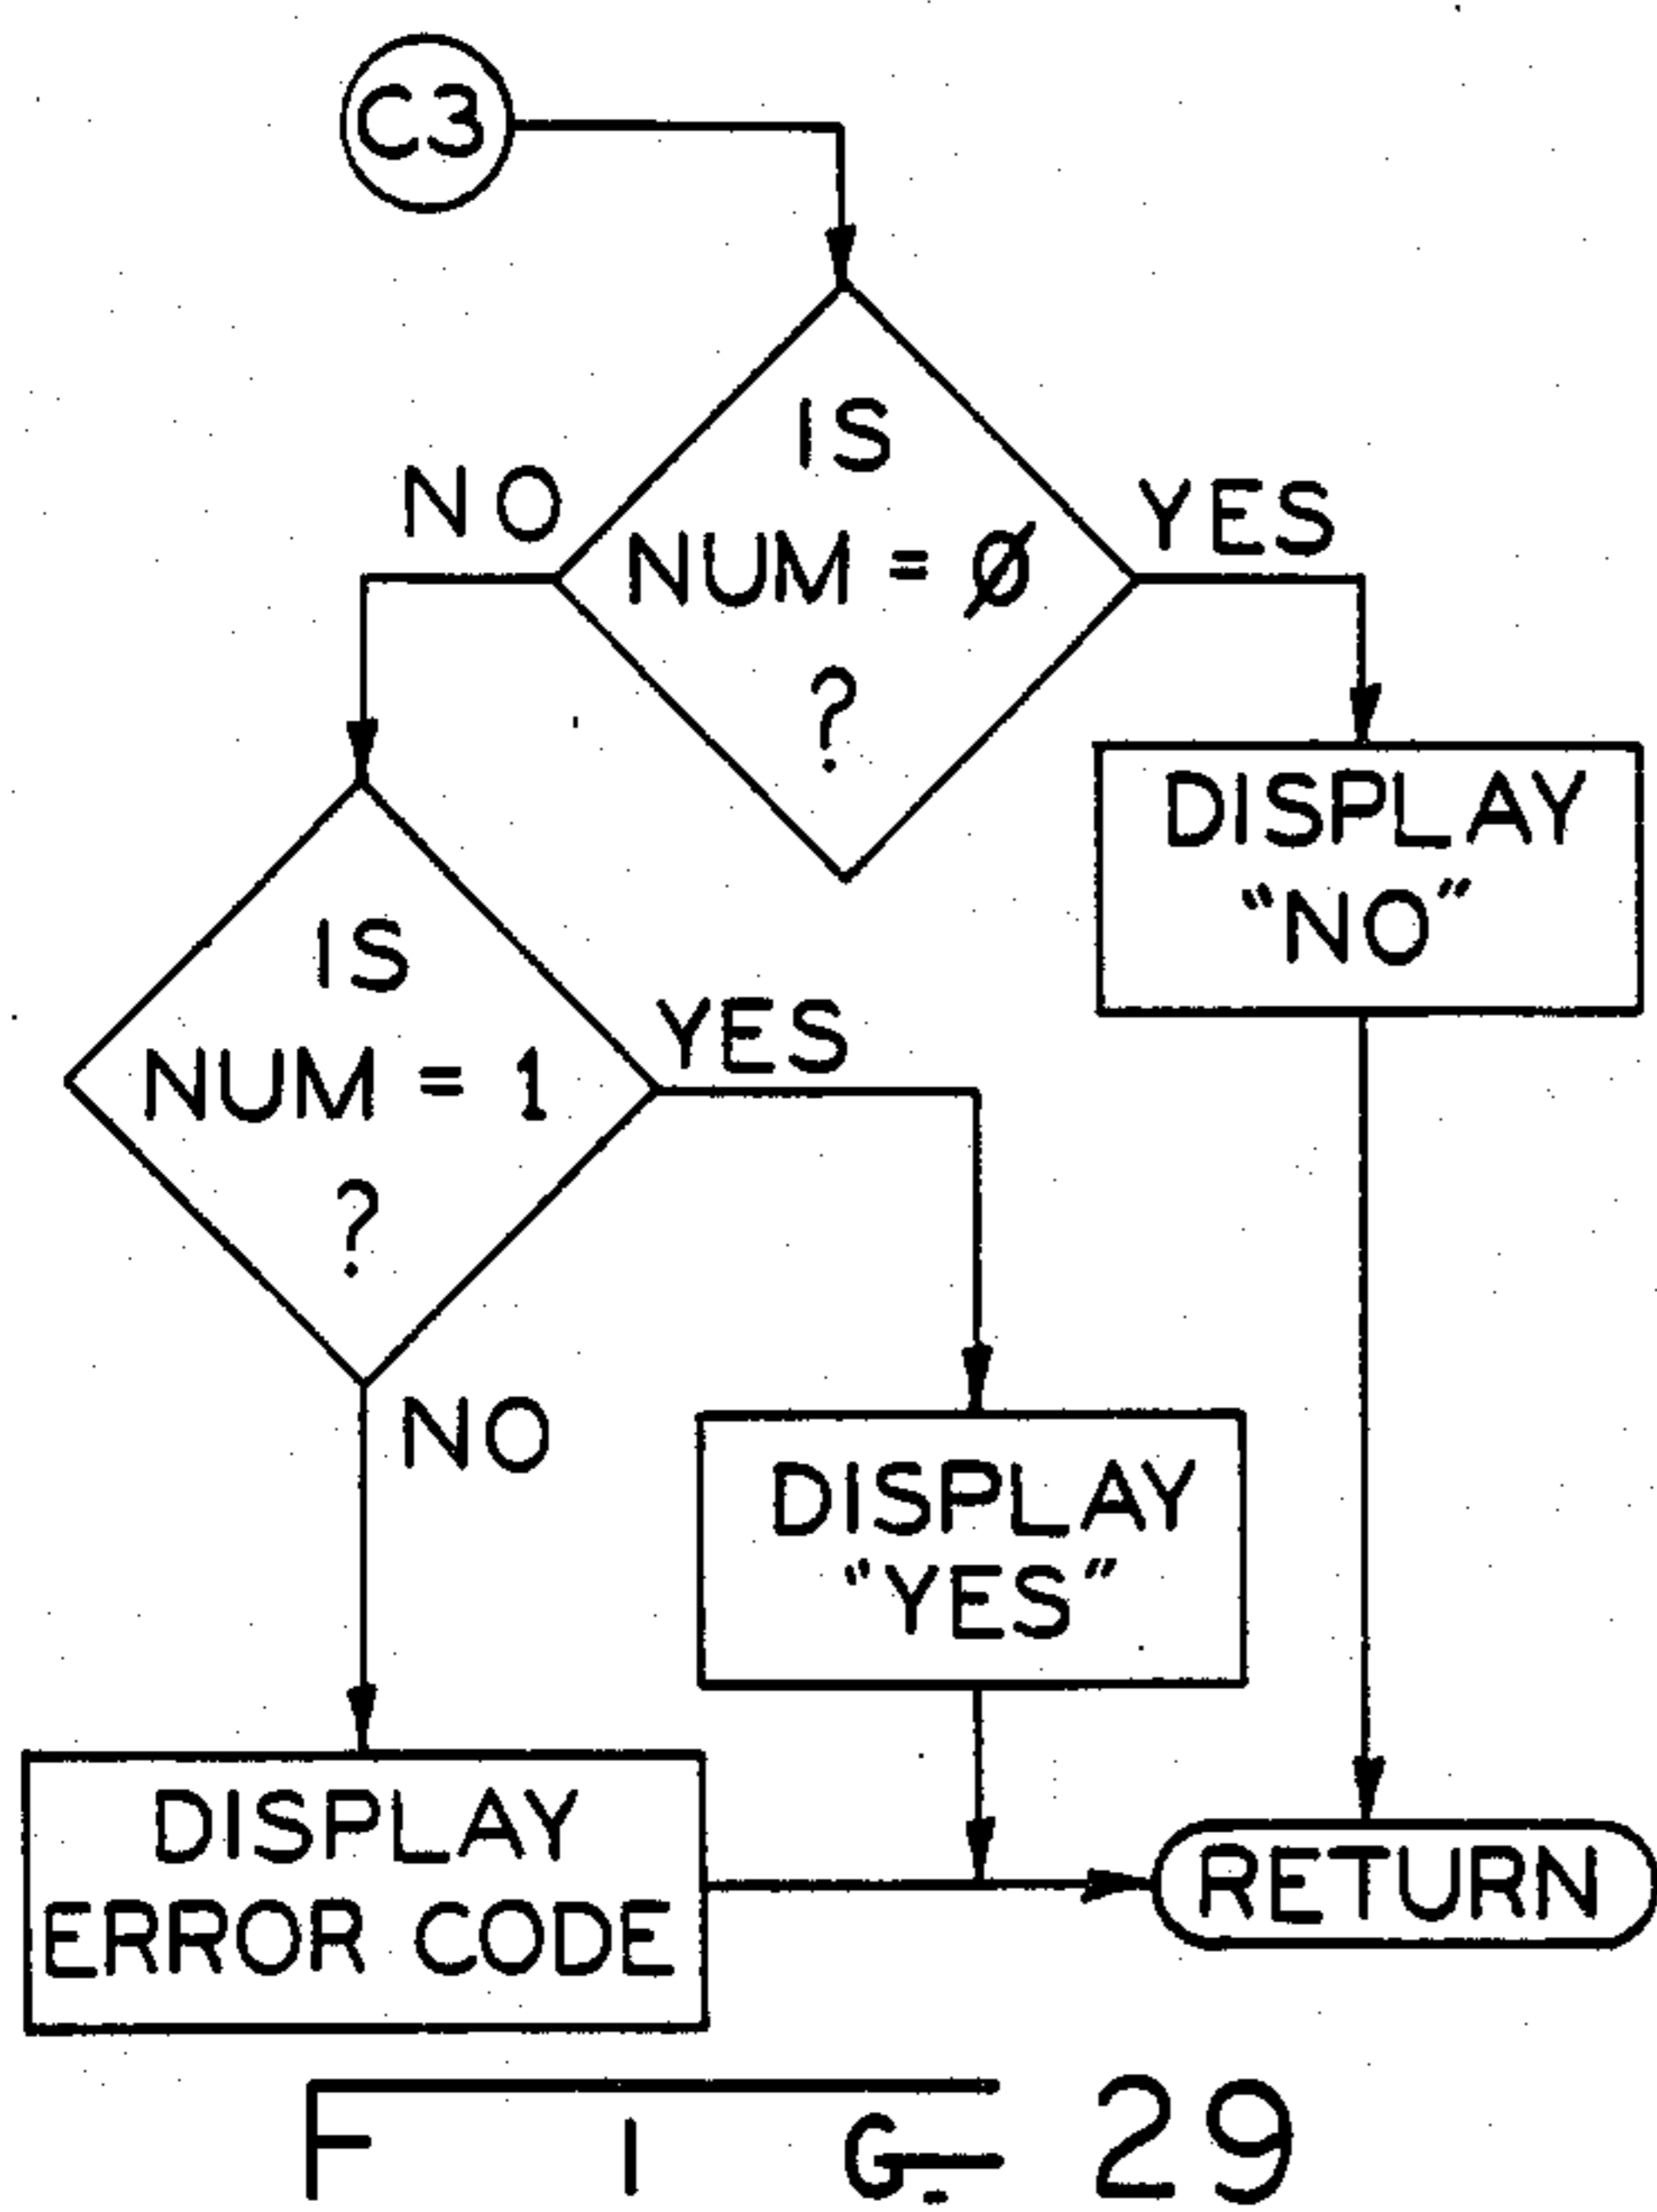 C3
IS
NUM = Ø
?
NO
YES
DISPLAY
"NO"
IS
NUM = 1
?
YES
NO
DISPLAY
"YES"
DISPLAY
ERROR CODE
RETURN
FIG. 29